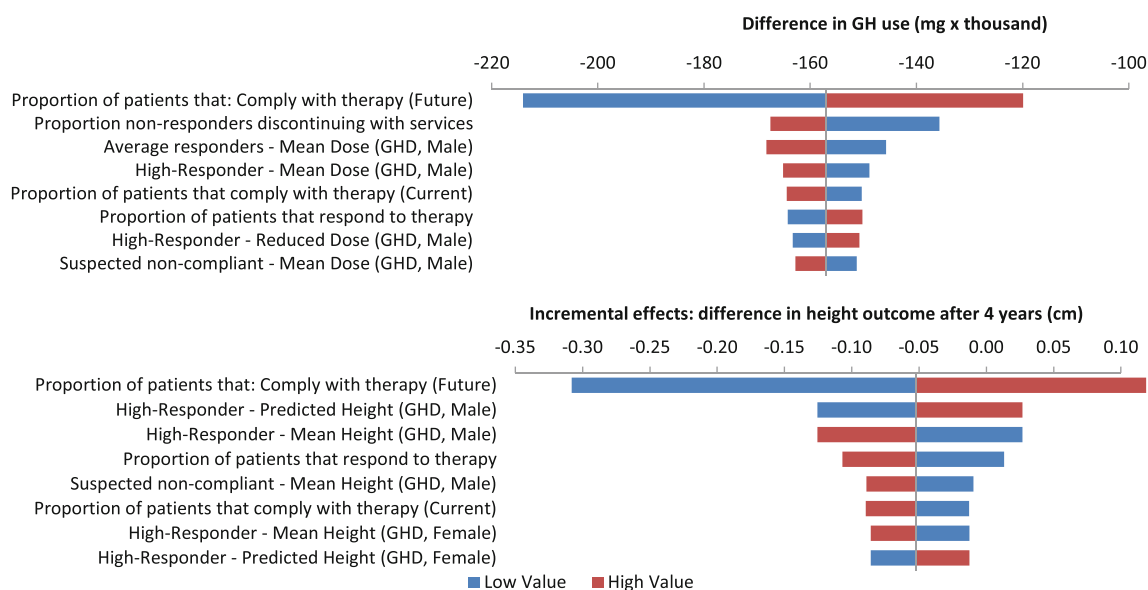 Difference in GH use (mg x thousand)
-220 -200 -180 -160 -140 -120 -100
Proportion of patients that: Comply with therapy (Future)
Proportion non-responders discontinuing with services
Average responders - Mean Dose (GHD, Male)
High-Responder - Mean Dose (GHD, Male)
Proportion of patients that comply with therapy (Current)
Proportion of patients that respond to therapy
High-Responder - Reduced Dose (GHD, Male)
Suspected non-compliant - Mean Dose (GHD, Male)
Incremental effects: difference in height outcome after 4 years (cm)
-0.35 -0.30 -0.25 -0.20 -0.15 -0.10 -0.05 0.00 0.05 0.10
Proportion of patients that: Comply with therapy (Future)
High-Responder - Predicted Height (GHD, Male)
High-Responder - Mean Height (GHD, Male)
Proportion of patients that respond to therapy
Suspected non-compliant - Mean Height (GHD, Male)
Proportion of patients that comply with therapy (Current)
High-Responder - Mean Height (GHD, Female)
High-Responder - Predicted Height (GHD, Female)
Low Value High Value